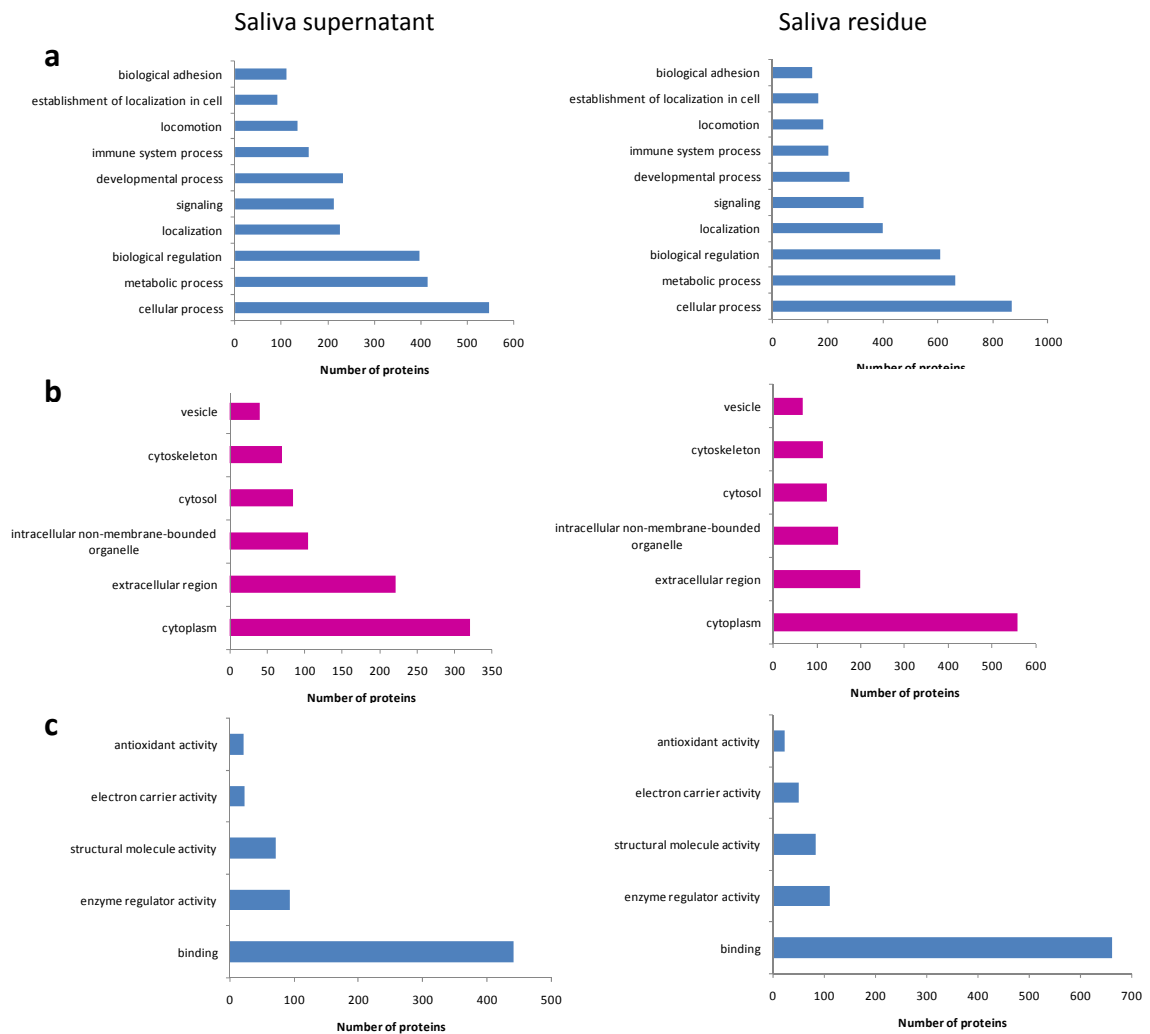 Saliva supernatant
Saliva residue
a
biological adhesion
establishment of localization in cell
locomotion
immune system process
developmental process
signaling
localization
biological regulation
metabolic process
cellular process
0 100 200 300 400 500 600
Number of proteins
biological adhesion
establishment of localization in cell
locomotion
immune system process
developmental process
signaling
localization
biological regulation
metabolic process
cellular process
0 200 400 600 800 1000
Number of proteins
b
vesicle
cytoskeleton
cytosol
intracellular non-membrane-bounded
organelle
extracellular region
cytoplasm
0 50 100 150 200 250 300 350
Number of proteins
vesicle
cytoskeleton
cytosol
intracellular non-membrane-bounded
organelle
extracellular region
cytoplasm
0 100 200 300 400 500 600
Number of proteins
c
antioxidant activity
electron carrier activity
structural molecule activity
enzyme regulator activity
binding
0 100 200 300 400 500
Number of proteins
antioxidant activity
electron carrier activity
structural molecule activity
enzyme regulator activity
binding
0 100 200 300 400 500 600 700
Number of proteins